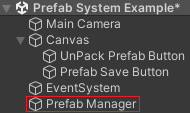 Prefab System Example*
Main Camera
Canvas
UnPack Prefab Button
Prefab Save Button
EventSystem
Prefab Manager